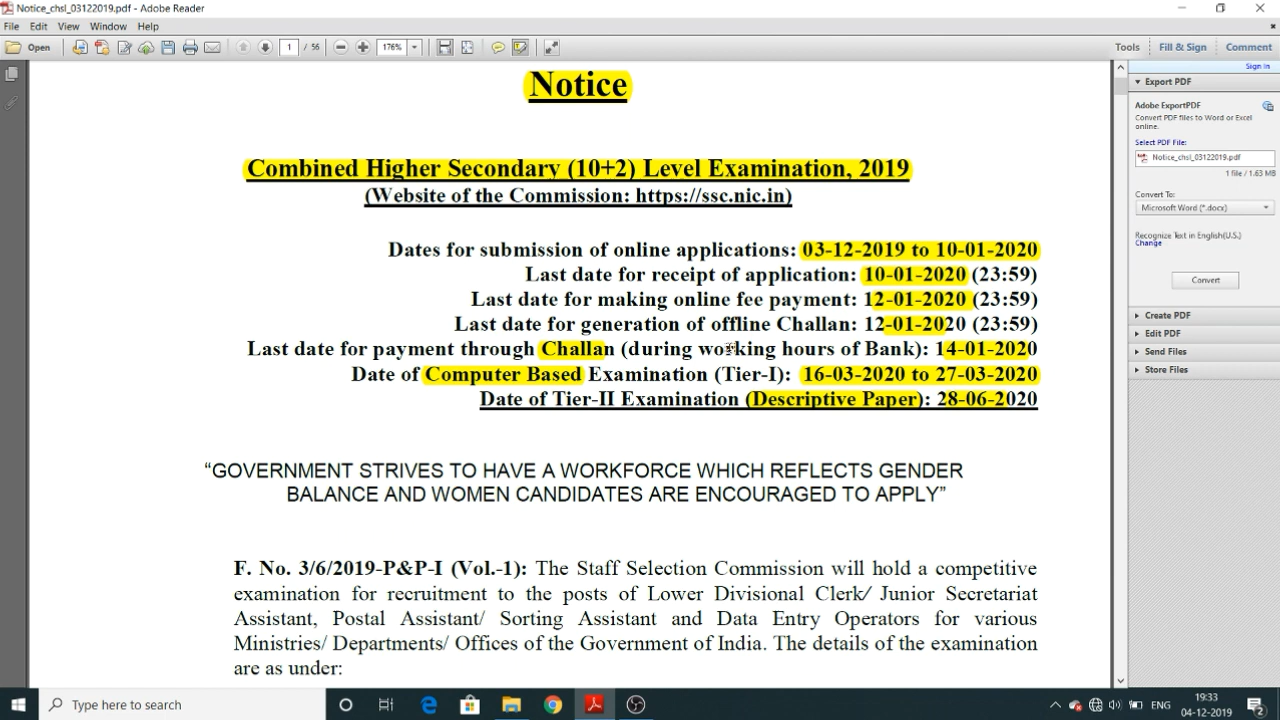 Notice_chsl_03122019.pdf - Adobe Reader
File Edit View Window Help
Open 1 / 56 176% Tools Fill & Sign Comment
Sign In
Export PDF
Adobe ExportPDF
Convert PDF files to Word or Excel online.
Select PDF File:
Notice_chsl_03122019.pdf
1 file / 1.63 MB
Convert To:
Microsoft Word (*.docx)
Recognize Text in English(U.S.)
Change
Convert
Create PDF
Edit PDF
Send Files
Store Files
Notice
Combined Higher Secondary (10+2) Level Examination, 2019
(Website of the Commission: https://ssc.nic.in)
Dates for submission of online applications: 03-12-2019 to 10-01-2020
Last date for receipt of application: 10-01-2020 (23:59)
Last date for making online fee payment: 12-01-2020 (23:59)
Last date for generation of offline Challan: 12-01-2020 (23:59)
Last date for payment through Challan (during working hours of Bank): 14-01-2020
Date of Computer Based Examination (Tier-I): 16-03-2020 to 27-03-2020
Date of Tier-II Examination (Descriptive Paper): 28-06-2020
“GOVERNMENT STRIVES TO HAVE A WORKFORCE WHICH REFLECTS GENDER
BALANCE AND WOMEN CANDIDATES ARE ENCOURAGED TO APPLY”
F. No. 3/6/2019-P&P-I (Vol.-1): The Staff Selection Commission will hold a competitive
examination for recruitment to the posts of Lower Divisional Clerk/ Junior Secretariat
Assistant, Postal Assistant/ Sorting Assistant and Data Entry Operators for various
Ministries/ Departments/ Offices of the Government of India. The details of the examination
are as under:
Type here to search
ENG
19:33
04-12-2019
2